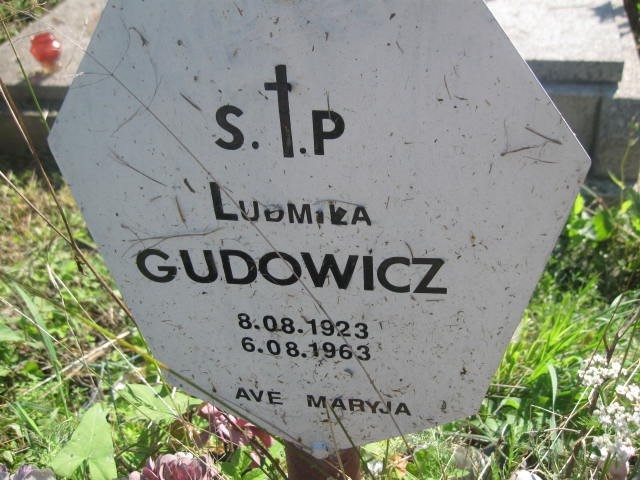 S.†P
LUDMIŁA
GUDOWICZ
8.08.1923
6.08.1963
AVE MARYJA